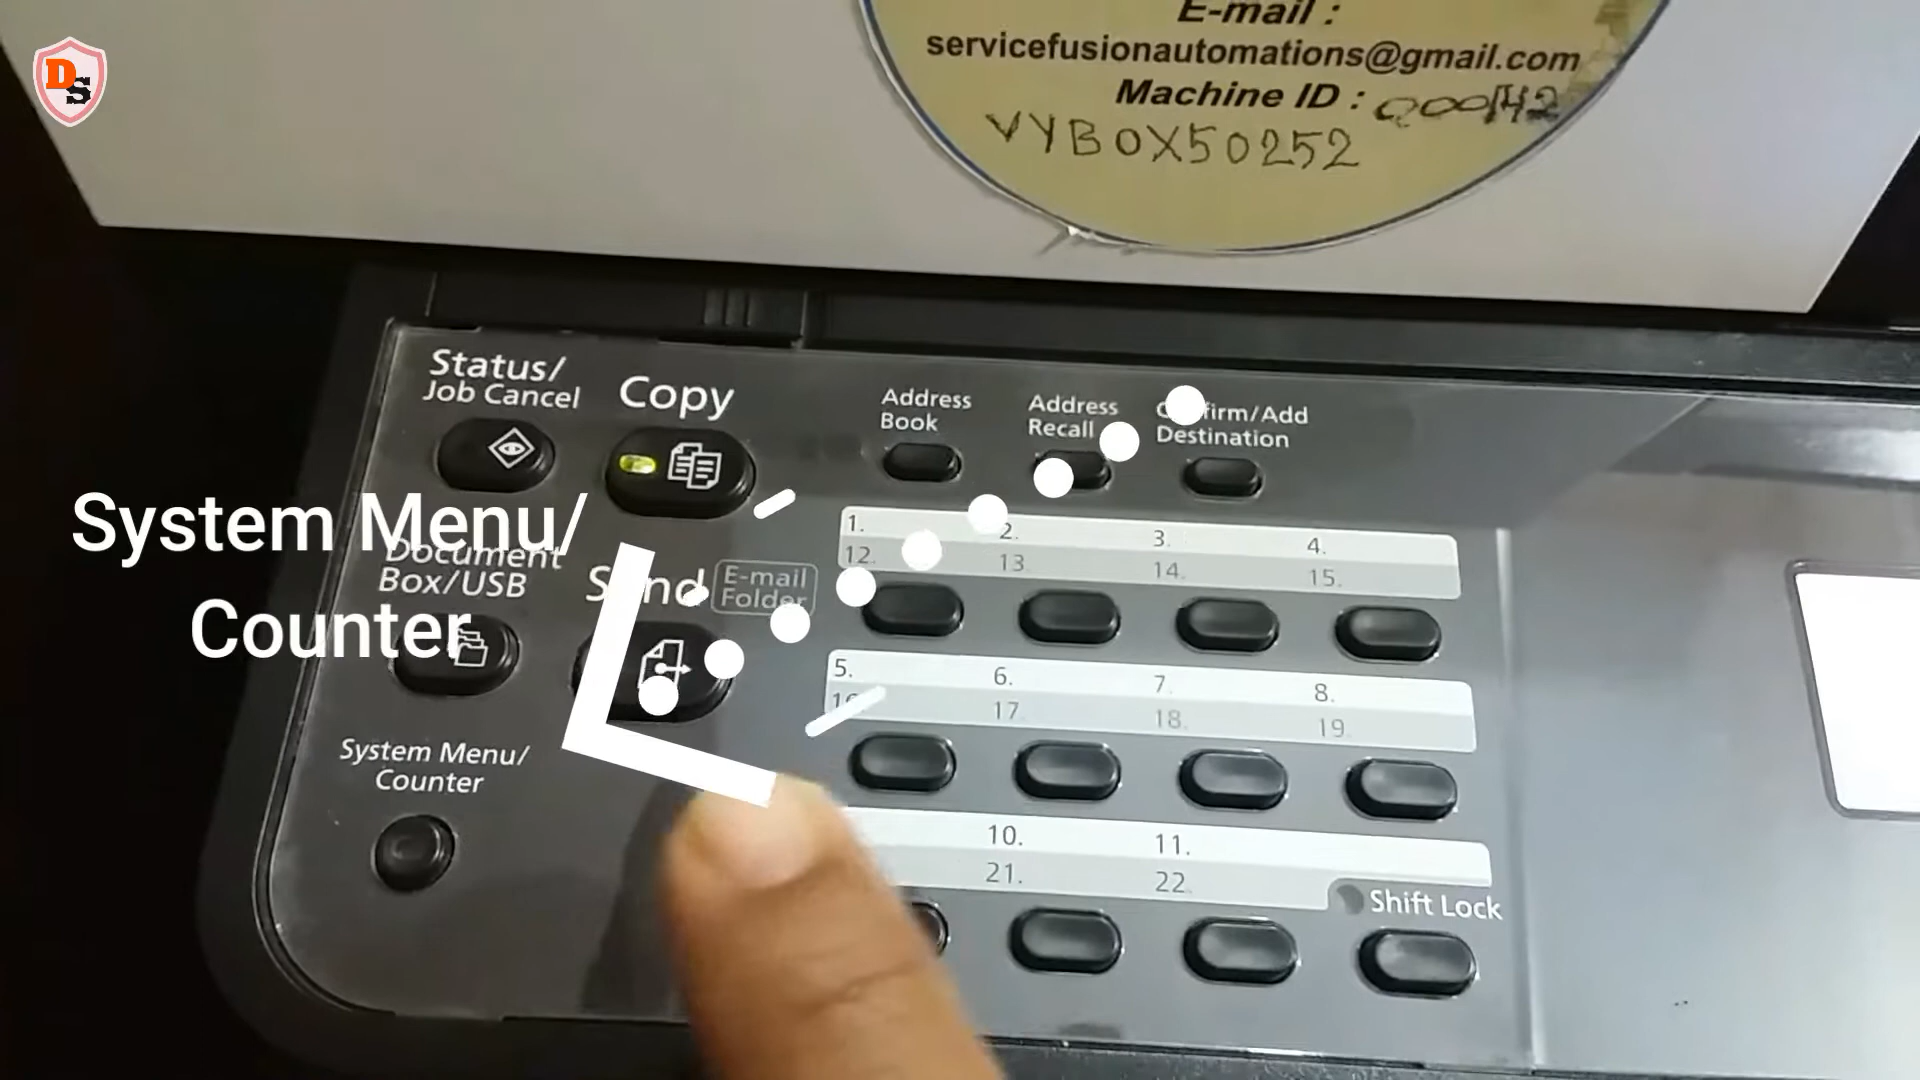 DS
E-mail :
servicefusionautomations@gmail.com
Machine ID :
VYBOX50252
Status/
Job Cancel
Copy
Address
Book
Address
Recall
Destination
System Menu/
Counter
Document
Box/USB
Send
E-mail
Folder
1. 2. 3. 4.
12. 13. 14. 15.
5. 6. 7. 8.
17. 18. 19.
System Menu/
Counter
10. 11.
21. 22.
Shift Lock